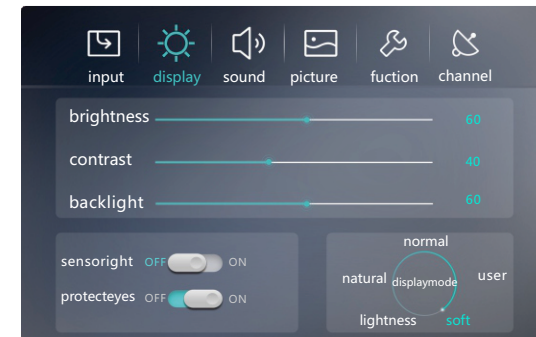 input display sound picture fuction channel
brightness 60
contrast 40
backlight 60
sensoright OFF ON
protecteyes OFF ON
normal
natural displaymode user
lightness soft